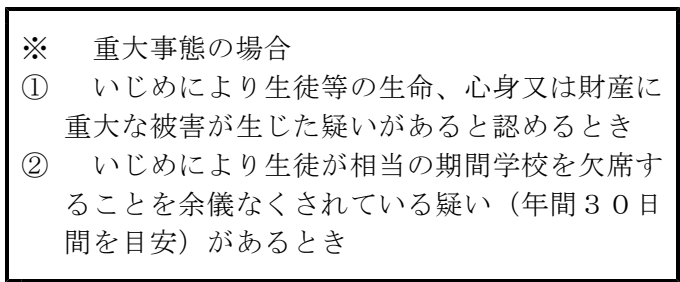 ※　重大事態の場合
①　いじめにより生徒等の生命、心身又は財産に
重大な被害が生じた疑いがあると認めるとき
②　いじめにより生徒が相当の期間学校を欠席す
ることを余儀なくされている疑い（年間３０日
間を目安）があるとき